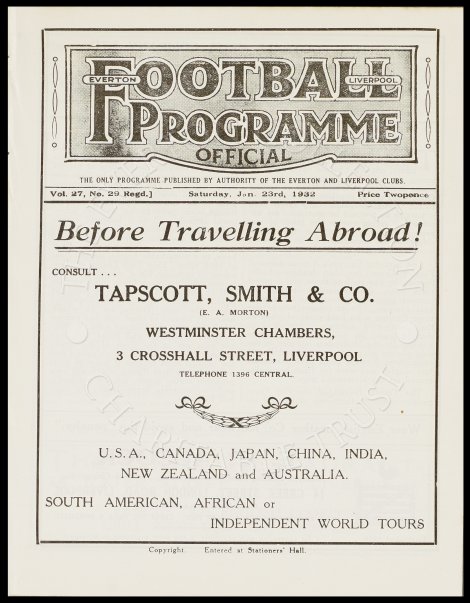 FOOTBALL
EVERTON
LIVERPOOL
PROGRAMME
OFFICIAL
THE ONLY PROGRAMME PUBLISHED BY AUTHORITY OF THE EVERTON AND LIVERPOOL CLUBS.
Vol. 27, No. 29 Regd.] Saturday, Jan. 23rd, 1932 Price Twopence
Before Travelling Abroad!
CONSULT . . .
TAPSCOTT, SMITH & CO.
(E. A. MORTON)
WESTMINSTER CHAMBERS,
3 CROSSHALL STREET, LIVERPOOL
TELEPHONE 1396 CENTRAL.
U.S.A., CANADA, JAPAN, CHINA, INDIA,
NEW ZEALAND and AUSTRALIA.
SOUTH AMERICAN, AFRICAN or
INDEPENDENT WORLD TOURS
Copyright. Entered at Stationers' Hall.
THE
CHARITABLE TRUST